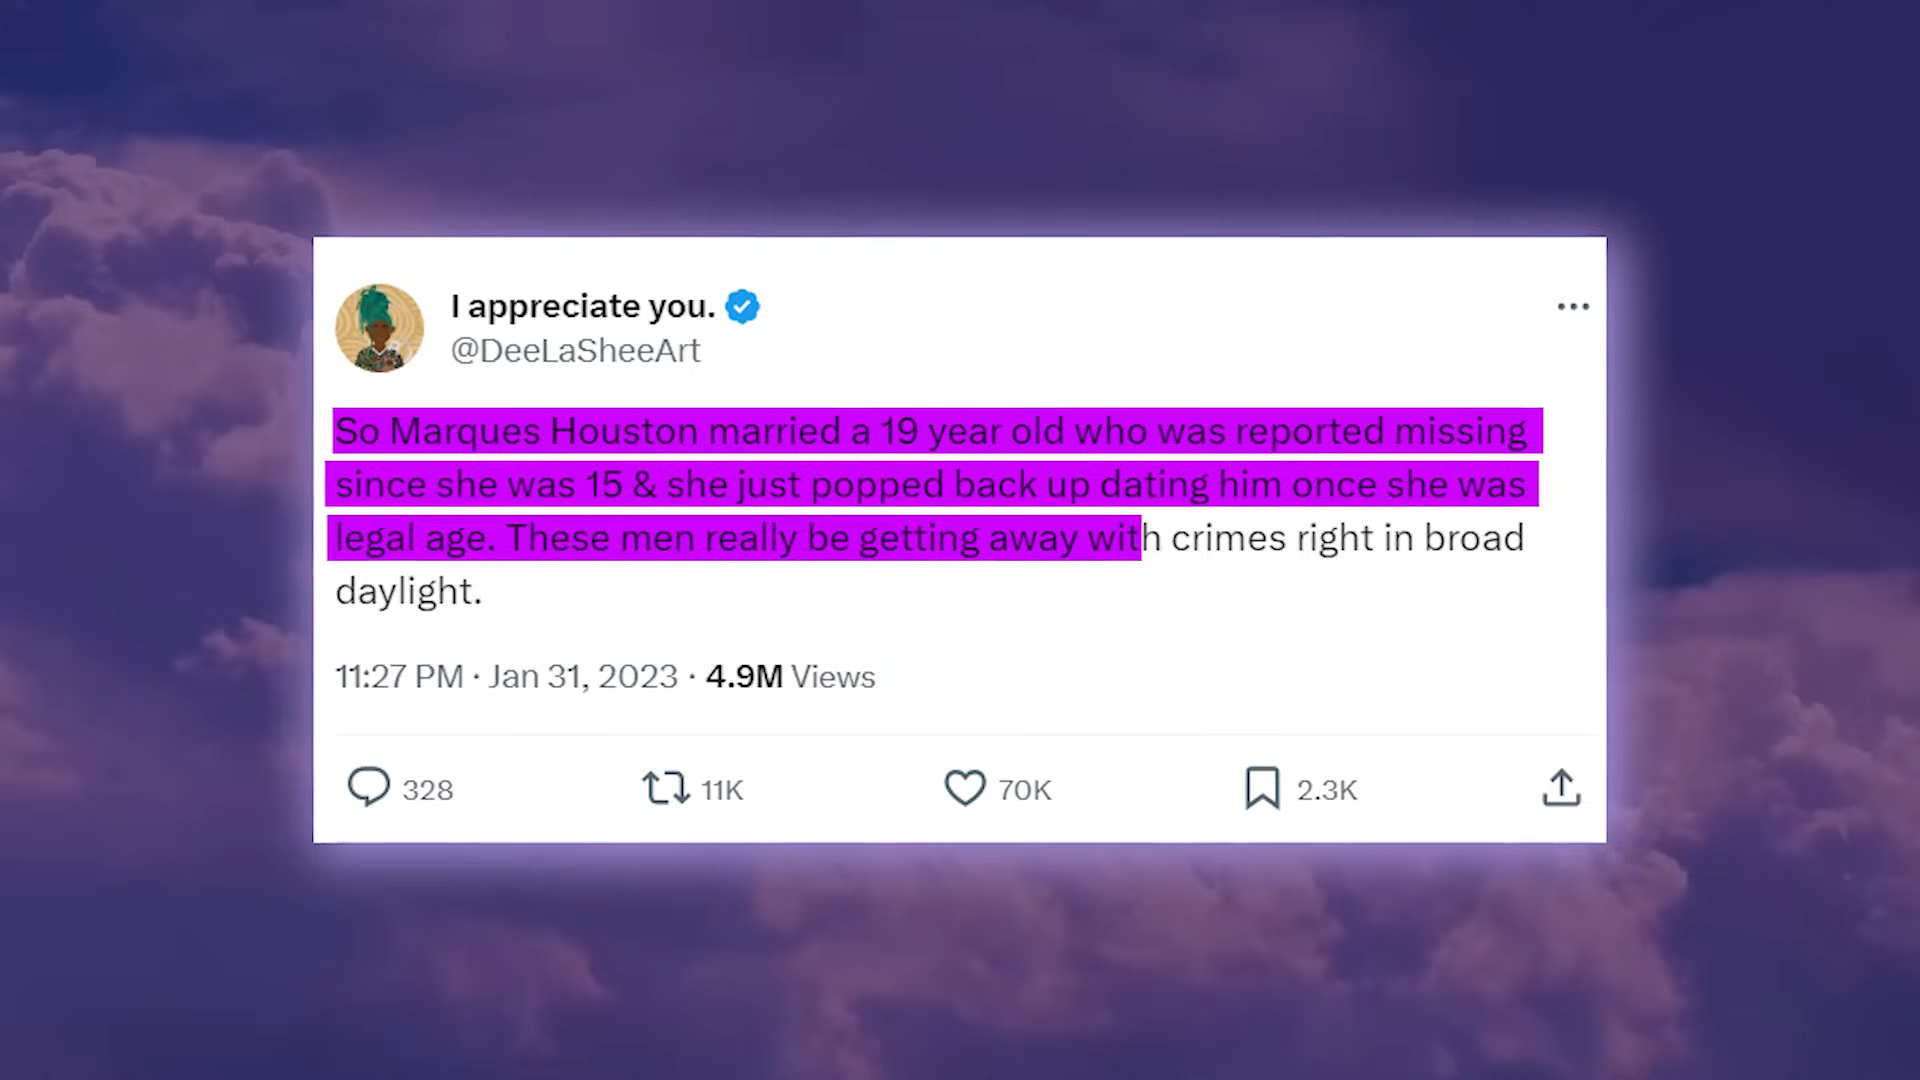 I appreciate you.
@DeeLaSheeArt
So Marques Houston married a 19 year old who was reported missing
since she was 15 & she just popped back up dating him once she was
legal age. These men really be getting away with crimes right in broad
daylight.
11:27 PM · Jan 31, 2023 · 4.9M Views
328 11K 70K 2.3K